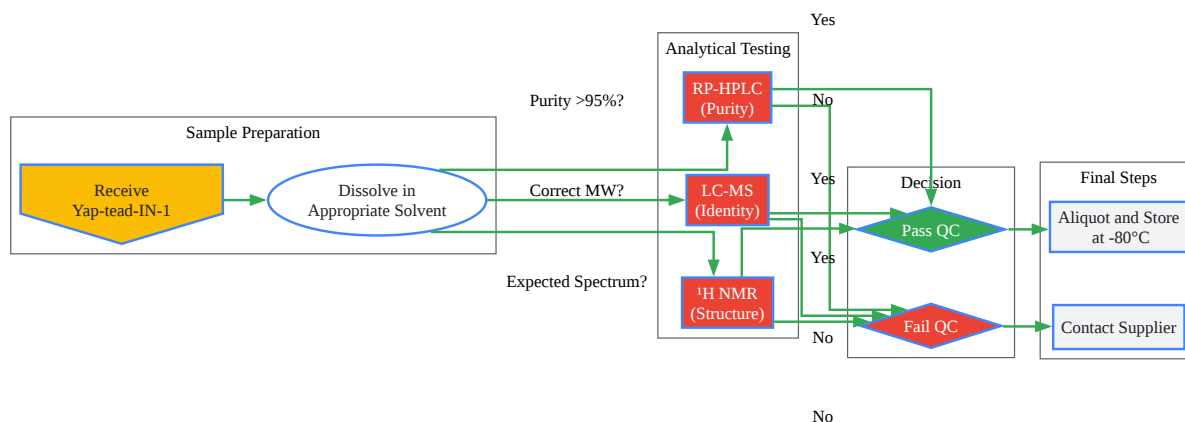 Yes
Analytical Testing
RP-HPLC
(Purity)
Purity >95%?
No
Sample Preparation
Receive
Yap-tead-IN-1
Dissolve in
Appropriate Solvent
Correct MW?
LC-MS
(Identity)
Yes
Decision
Final Steps
Pass QC
Aliquot and Store
at -80°C
Yes
Expected Spectrum?
¹H NMR
(Structure)
No
Fail QC
Contact Supplier
No